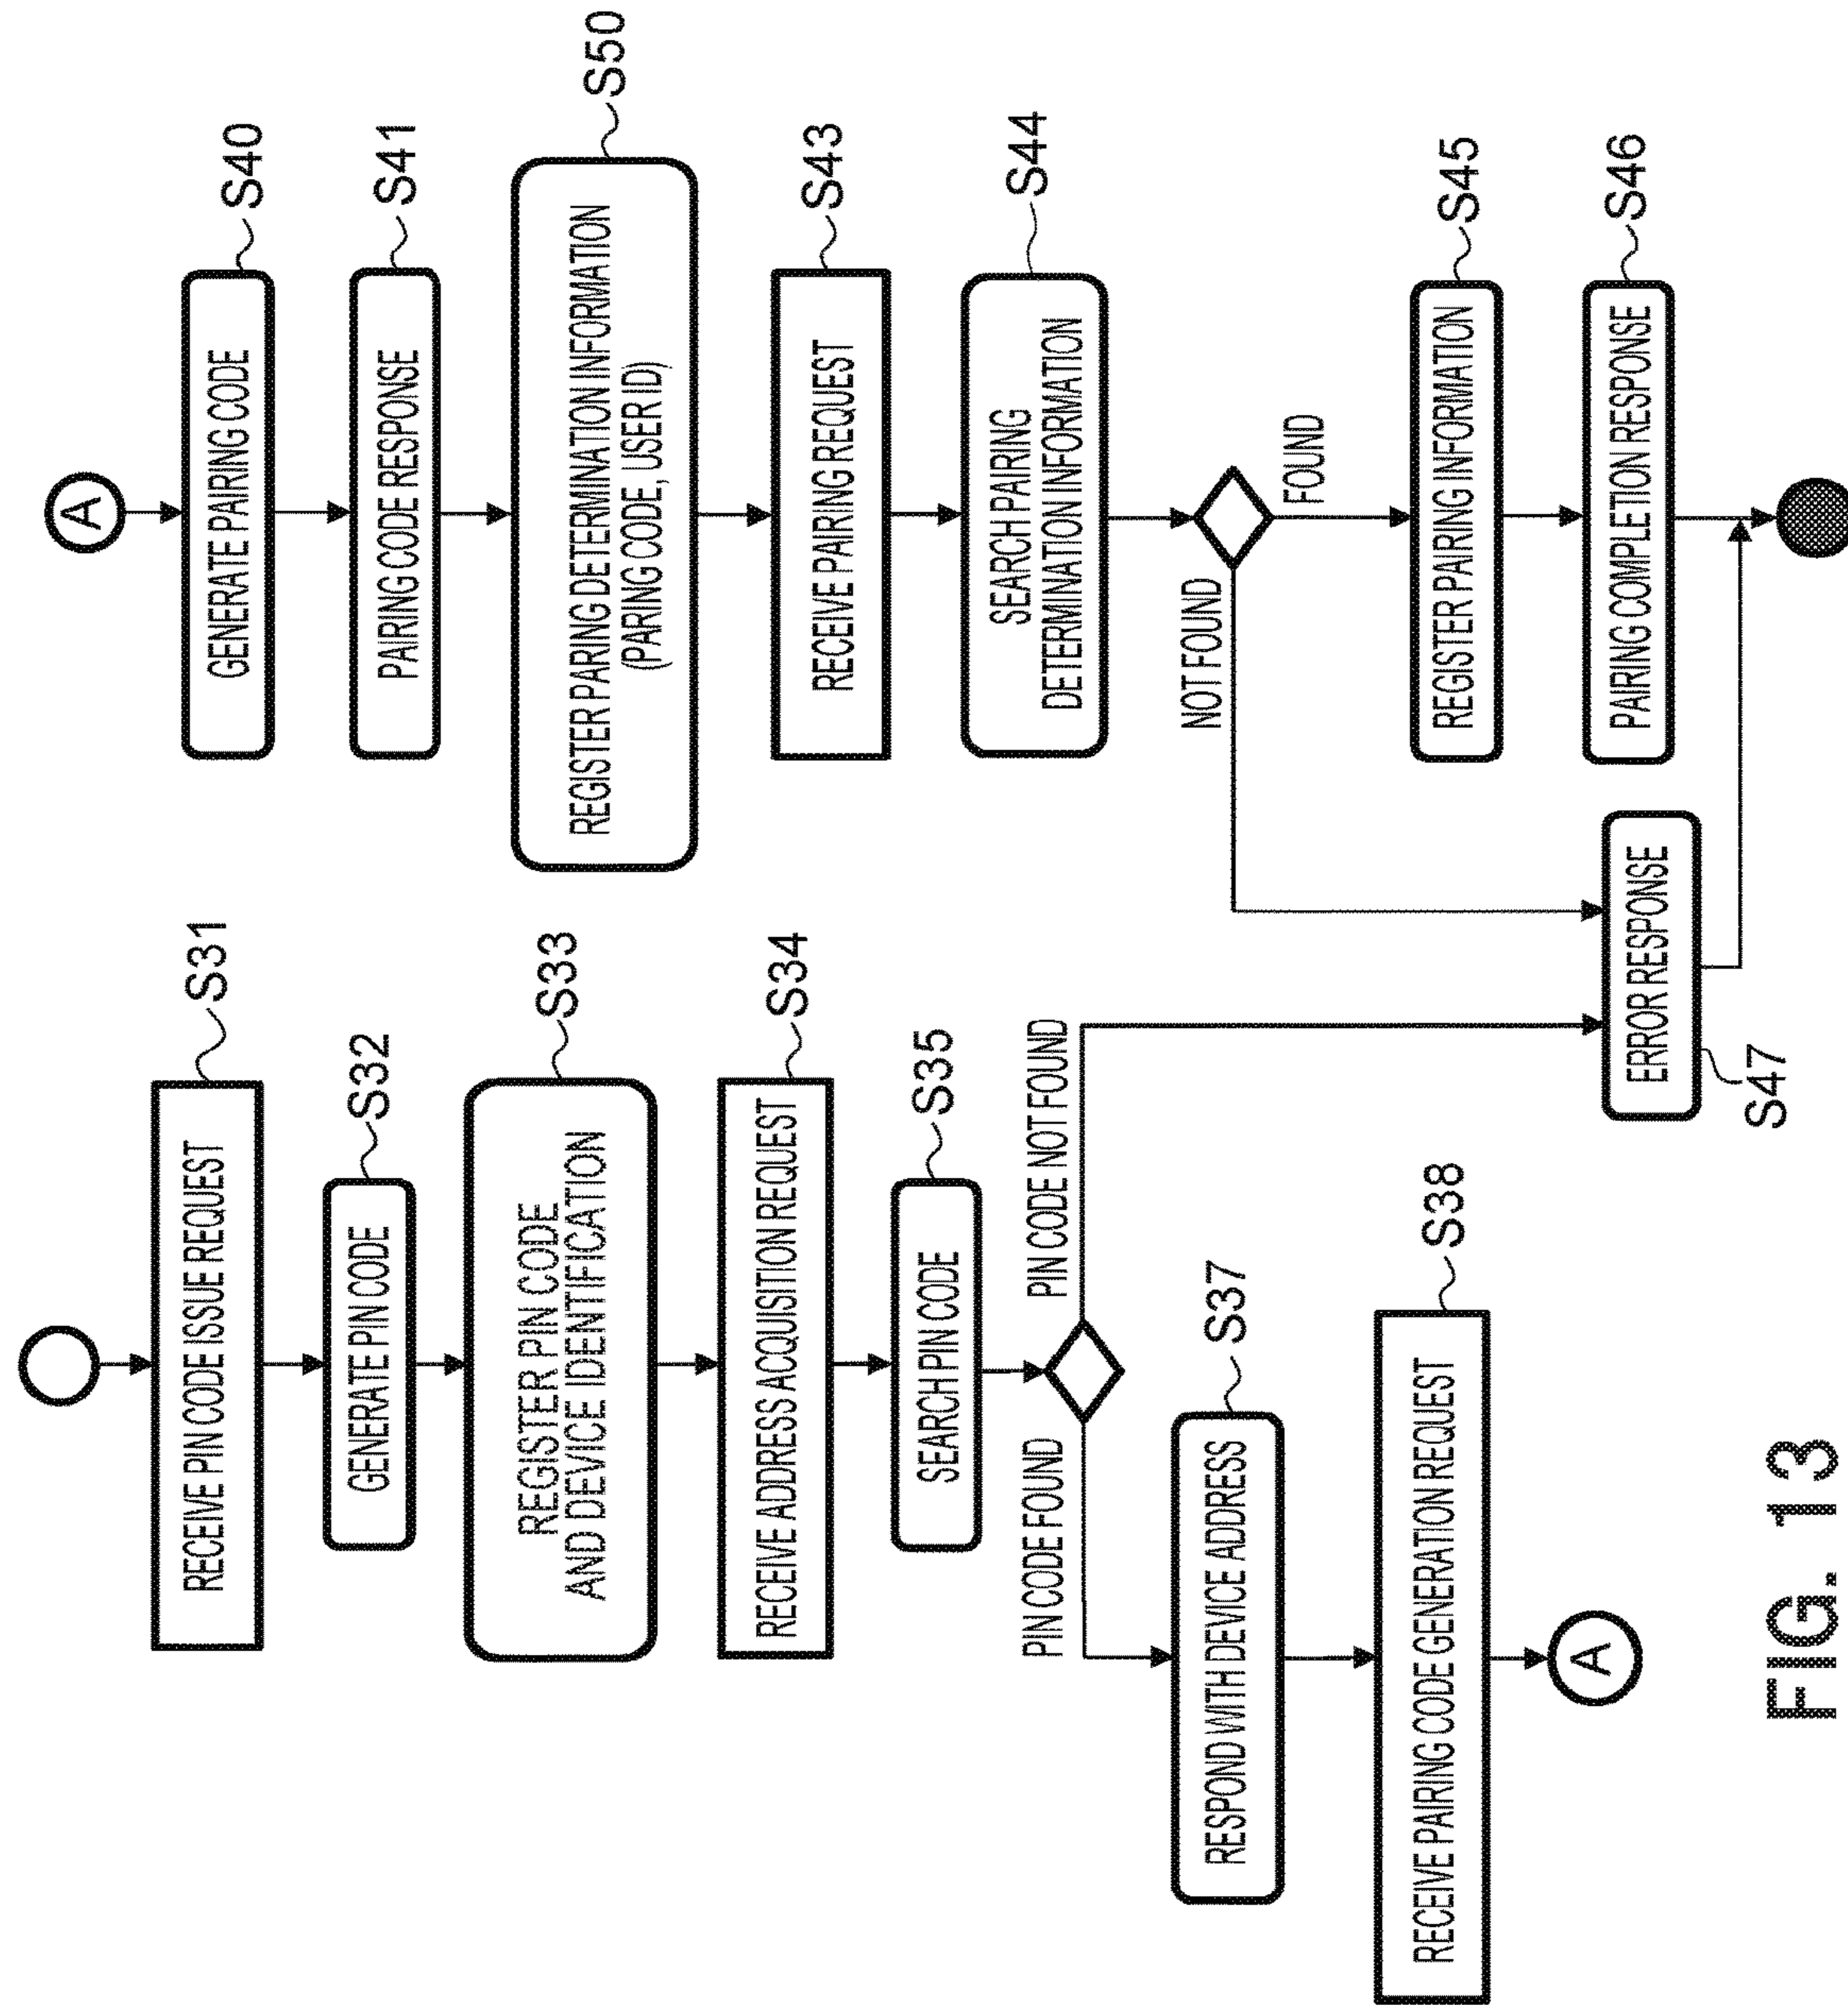 RECEIVE PIN CODE ISSUE REQUEST
S31
GENERATE PIN CODE
S32
REGISTER PIN CODE
AND DEVICE IDENTIFICATION
S33
RECEIVE ADDRESS ACQUISITION REQUEST
S34
SEARCH PIN CODE
S35
PIN CODE FOUND
PIN CODE NOT FOUND
RESPOND WITH DEVICE ADDRESS
S37
RECEIVE PAIRING CODE GENERATION REQUEST
S38
A
A
GENERATE PAIRING CODE
S40
PAIRING CODE RESPONSE
S41
REGISTER PARING DETERMINATION INFORMATION
(PARING CODE, USER ID)
S50
RECEIVE PAIRING REQUEST
S43
SEARCH PAIRING
DETERMINATION INFORMATION
S44
NOT FOUND
FOUND
REGISTER PAIRING INFORMATION
S45
PAIRING COMPLETION RESPONSE
S46
ERROR RESPONSE
S47
FIG. 13